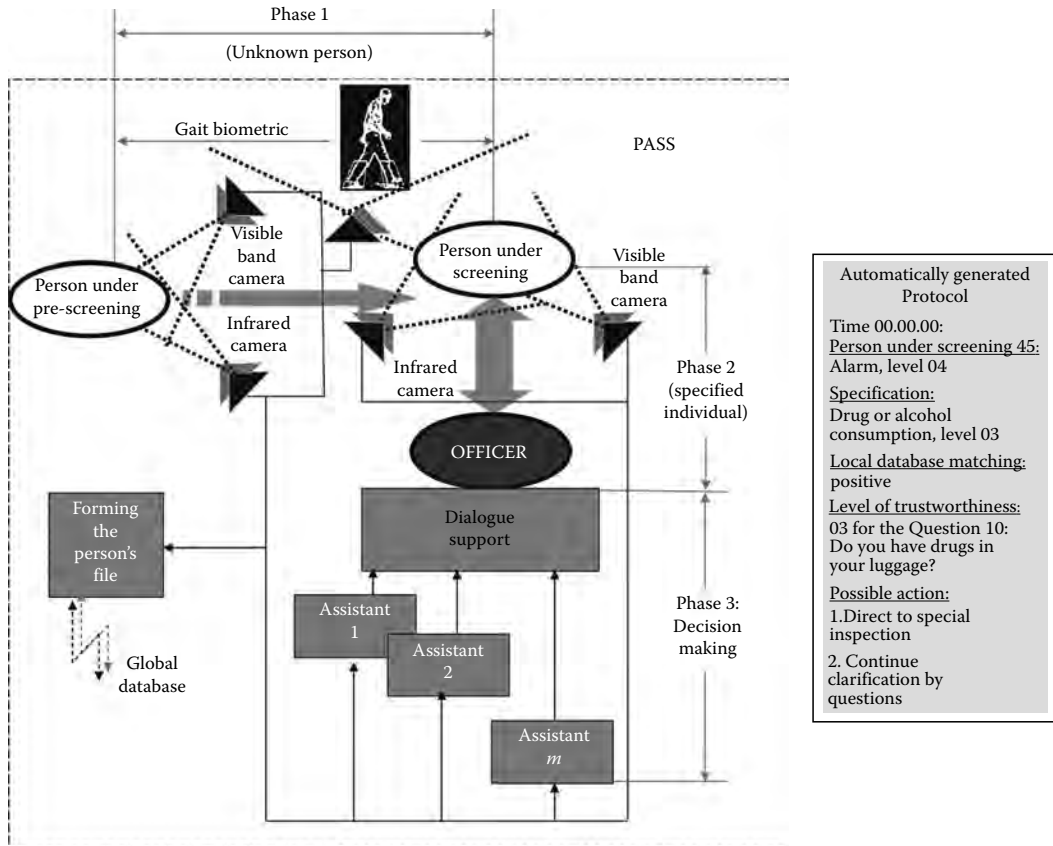 Phase 1
(Unknown person)
Gait biometric
PASS
Visible
band
camera
Person under
screening
Visible
band
camera
Person under
pre-screening
Infrared
camera
Infrared
camera
Phase 2
(specified
individual)
OFFICER
Forming
the
person's
file
Dialogue
support
Assistant
1
Assistant
2
Phase 3:
Decision
making
Global
database
Assistant
m
Automatically generated
Protocol
Time 00.00.00:
Person under screening 45:
Alarm, level 04
Specification:
Drug or alcohol
consumption, level 03
Local database matching:
positive
Level of trustworthiness:
03 for the Question 10:
Do you have drugs in
your luggage?
Possible action:
1.Direct to special
inspection
2. Continue
clarification by
questions